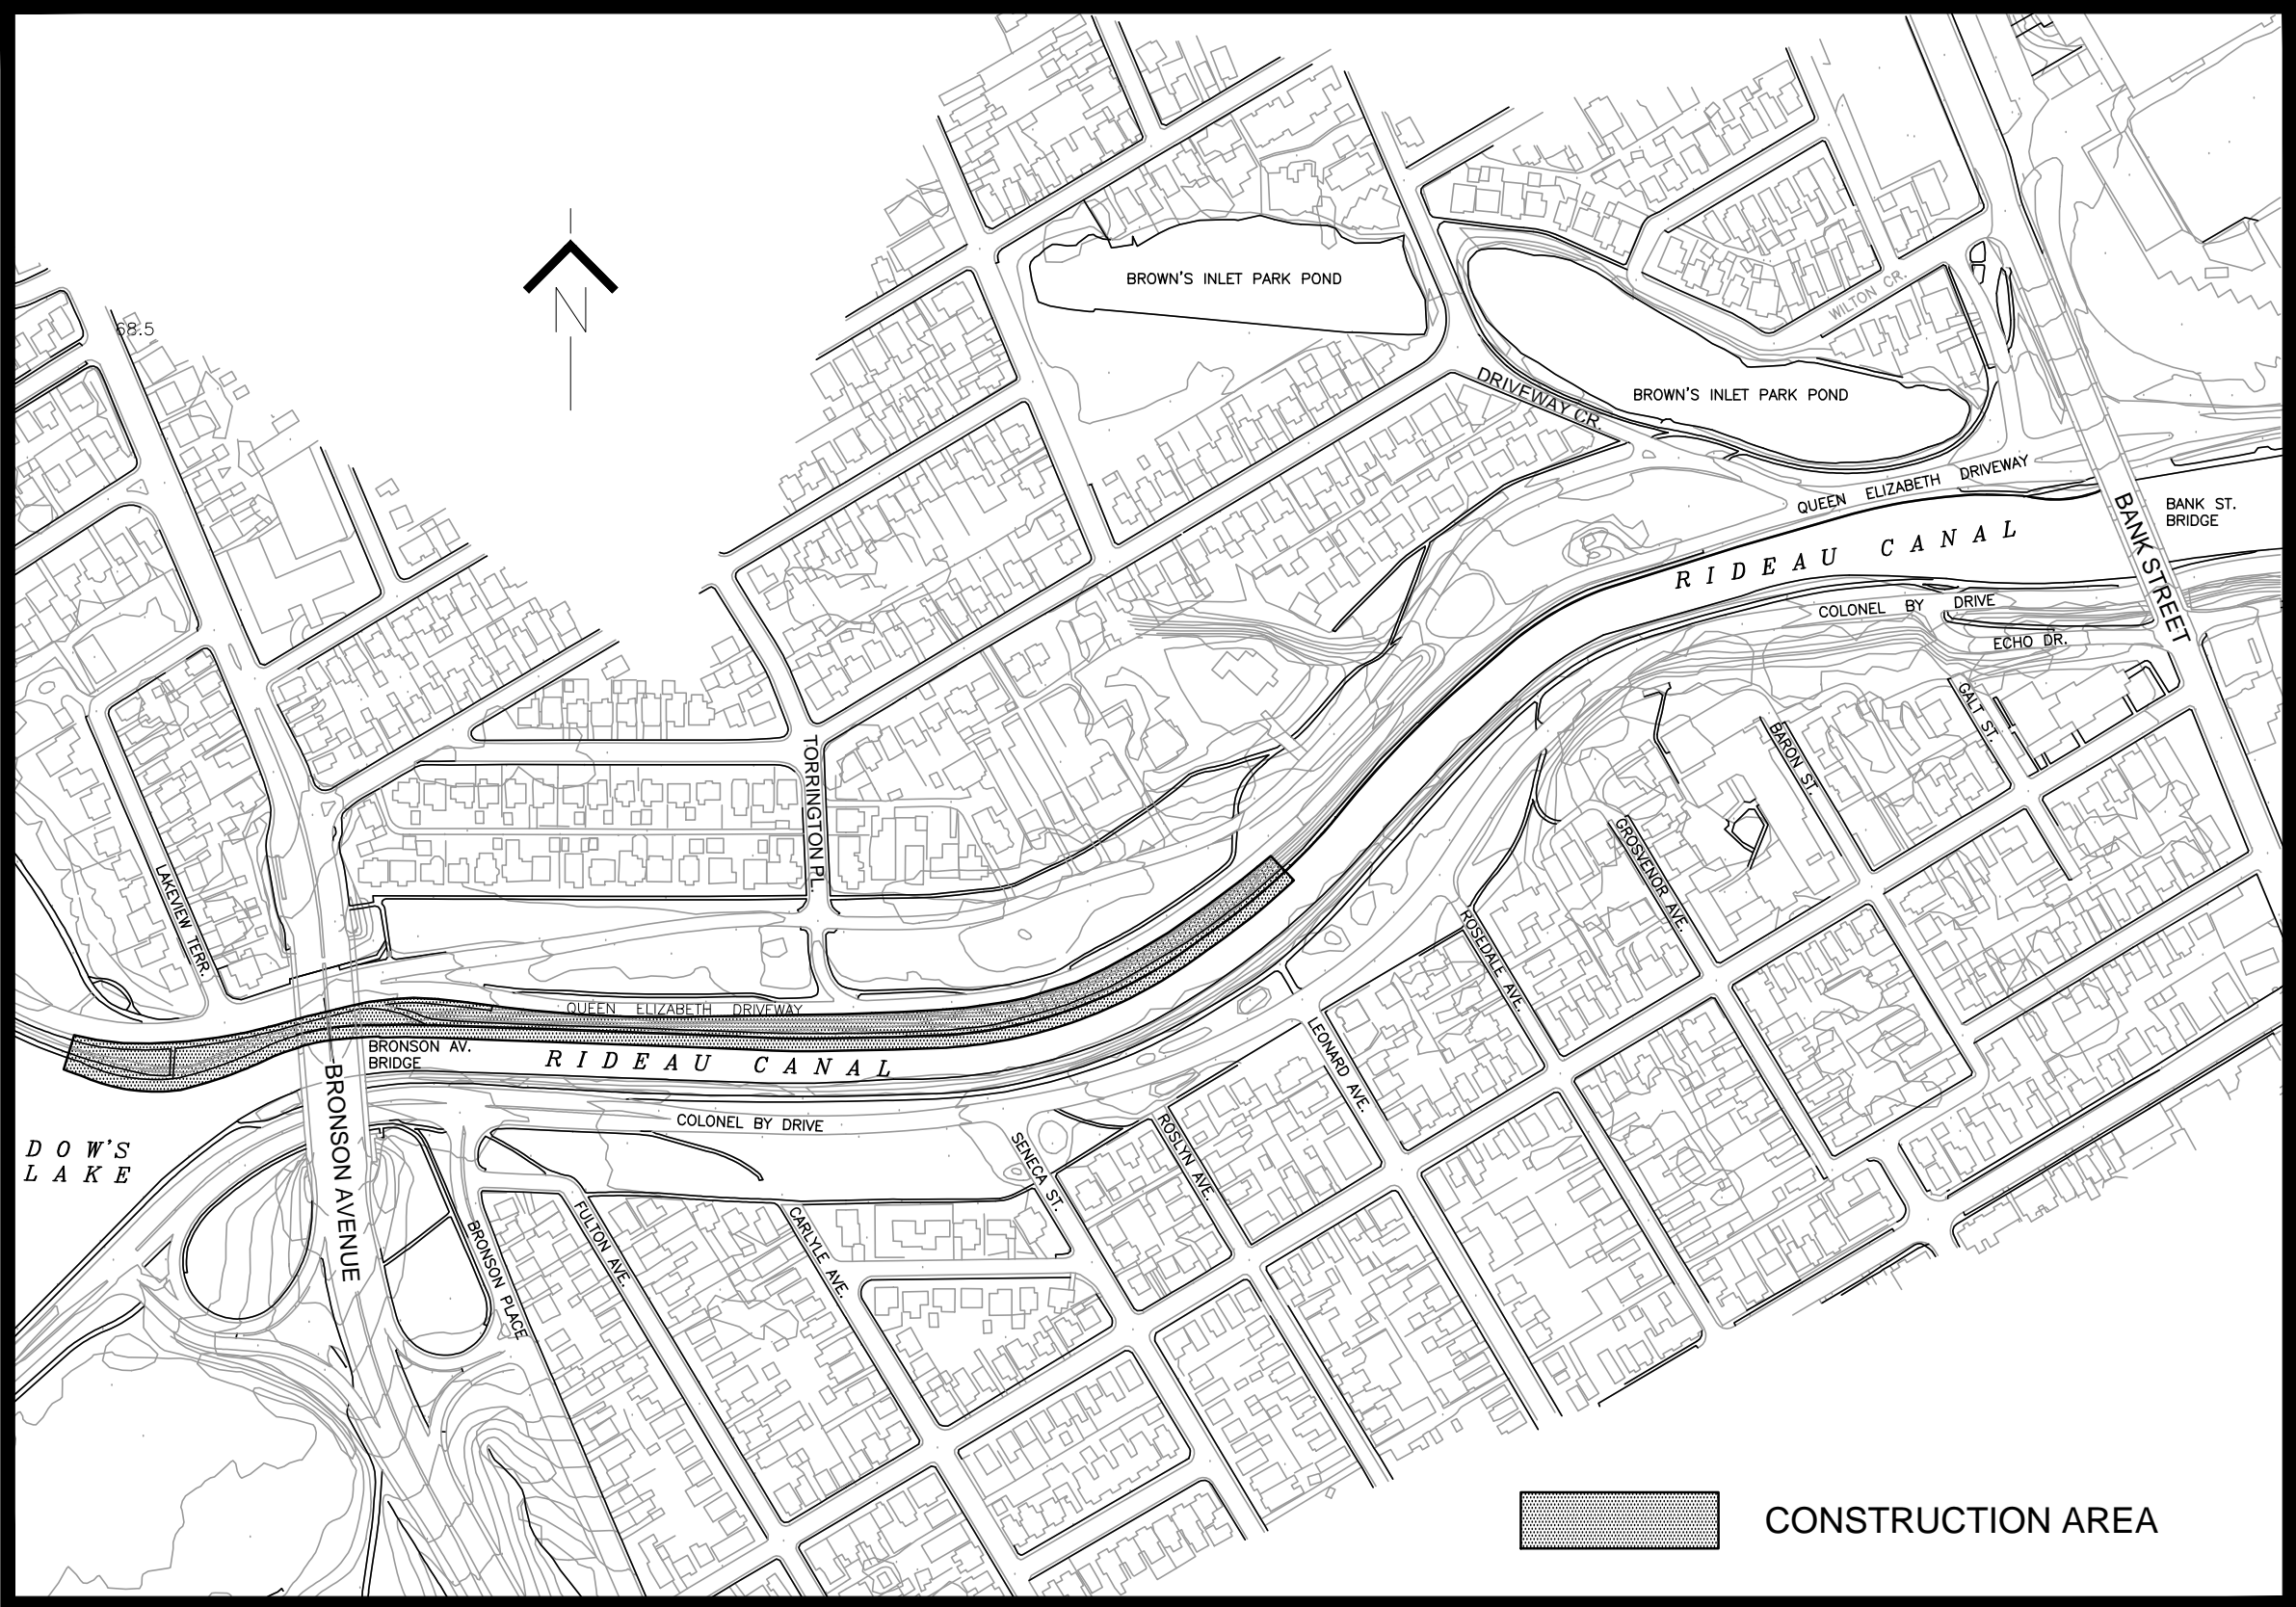 N
68.5
BROWN'S INLET PARK POND
WILTON CR.
DRIVEWAY CR.
BROWN'S INLET PARK POND
QUEEN ELIZABETH DRIVEWAY
BANK STREET
BANK ST.
BRIDGE
RIDEAU CANAL
COLONEL BY DRIVE
ECHO DR.
GALT ST.
BARON ST.
TORRINGTON PL.
GROSVENOR AVE.
LAKEVIEW TERR.
ROSEDALE AVE.
QUEEN ELIZABETH DRIVEWAY
LEONARD AVE.
BRONSON AV.
BRIDGE
RIDEAU CANAL
BRONSON AVENUE
COLONEL BY DRIVE
ROSLYN AVE.
SENECA ST.
DOW'S
LAKE
FULTON AVE.
CARLYLE AVE.
BRONSON PLACE
CONSTRUCTION AREA